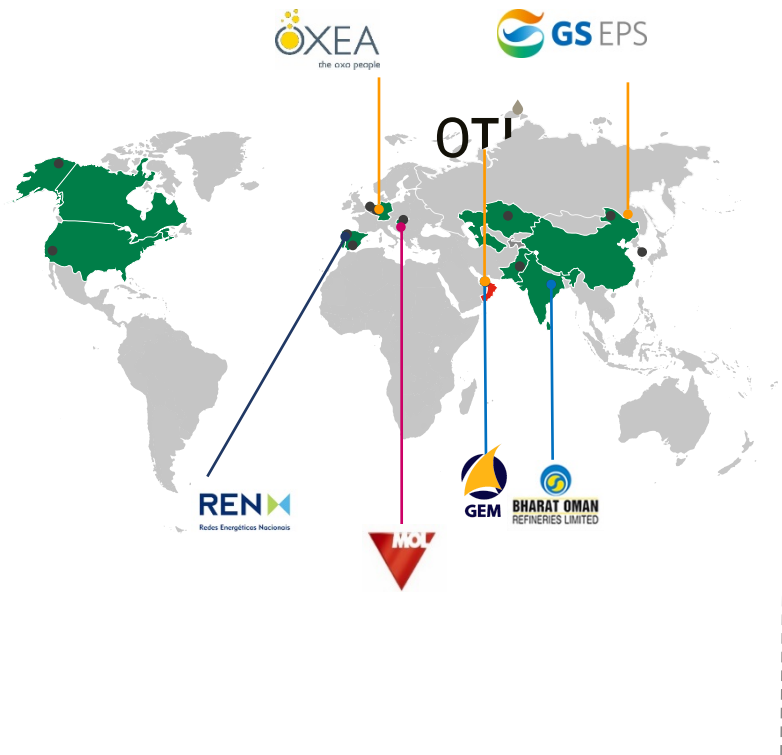 OXEA
the oxo people
GS EPS
OTI
REN
Redes Energéticas Nacionais
MOL
GEM
BHARAT OMAN
REFINERIES LIMITED